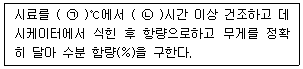 시료를 ( ㉠ )℃에서 ( ㉡ )시간 이상 건조하고 데
시케이터에서 식힌 후 항량으로하고 무게를 정확
히 달아 수분 함량(%)을 구한다.